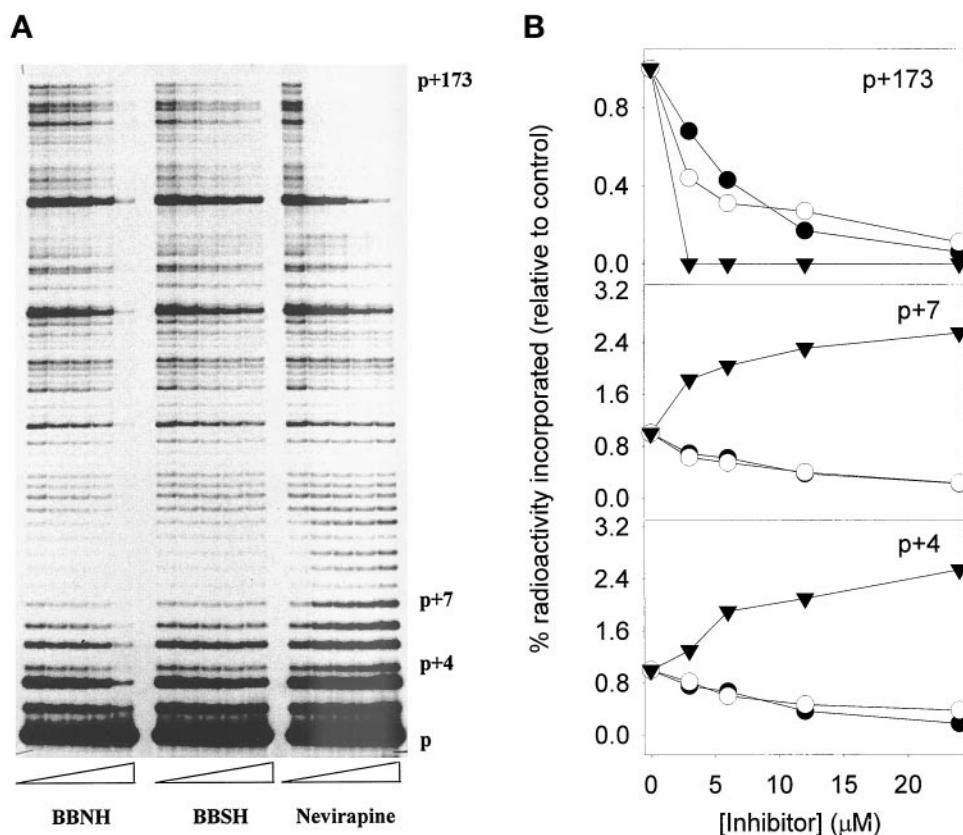 A
p+173
p+7
p+4
p
BBNH
BBSH
Nevirapine
B
% radioactivity incorporated (relative to control)
p+173
0.8
0.4
0.0
p+7
3.2
2.4
1.6
0.8
0.0
p+4
3.2
2.4
1.6
0.8
0.0
0 5 10 15 20
[Inhibitor] (μM)